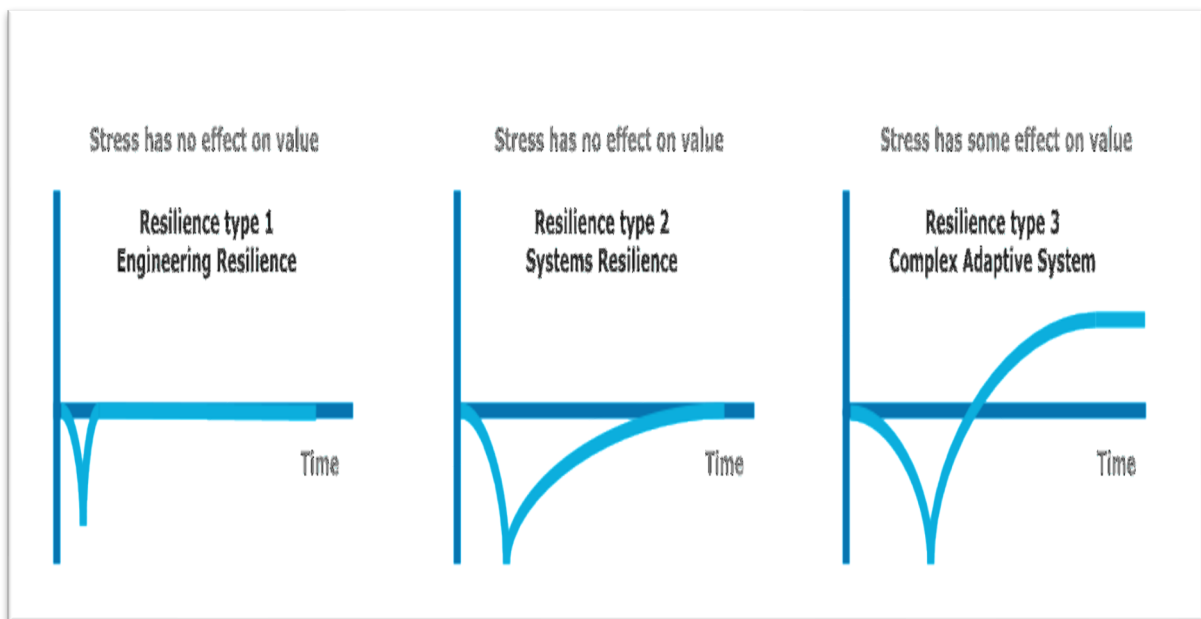 Stress has no effect on value
Stress has no effect on value
Stress has some effect on value
Resilience type 1
Engineering Resilience
Resilience type 2
Systems Resilience
Resilience type 3
Complex Adaptive System
Time
Time
Time